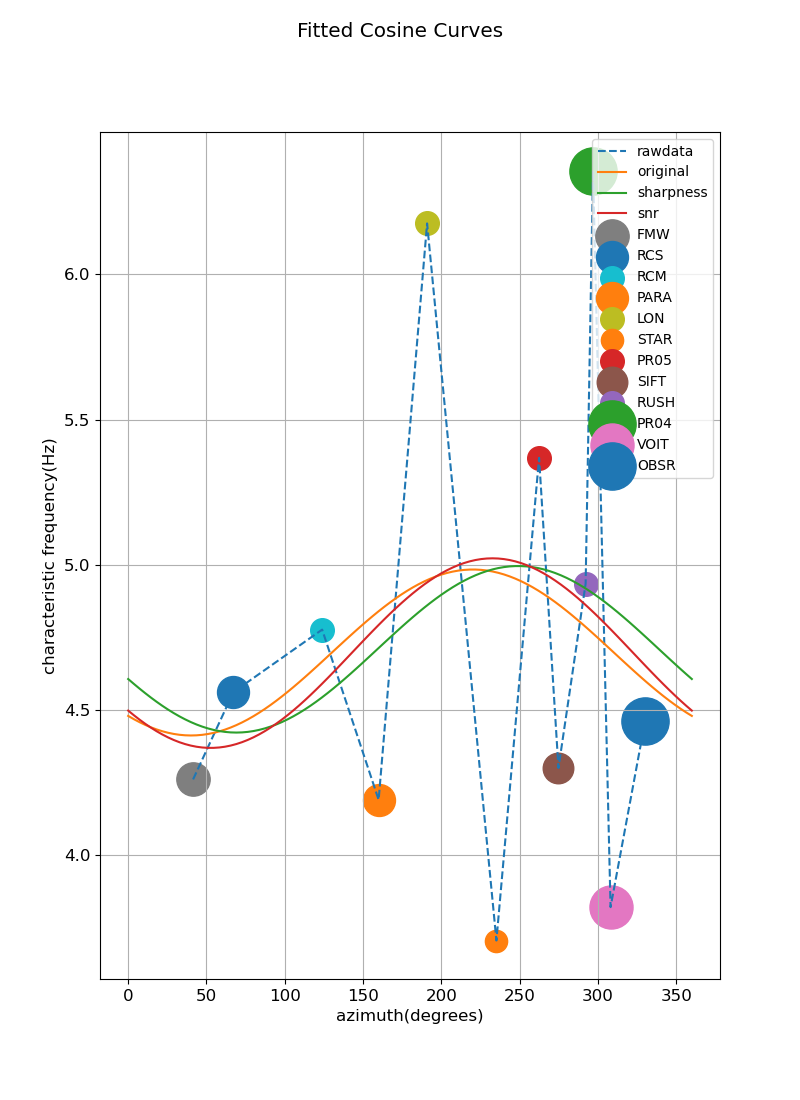 Fitted Cosine Curves
rawdata
original
sharpness
snr
FMW
RCS
RCM
PARA
LON
STAR
PR05
SIFT
RUSH
PR04
VOIT
OBSR
6.0
5.5
5.0
4.5
4.0
characteristic frequency(Hz)
0 50 100 150 200 250 300 350
azimuth(degrees)